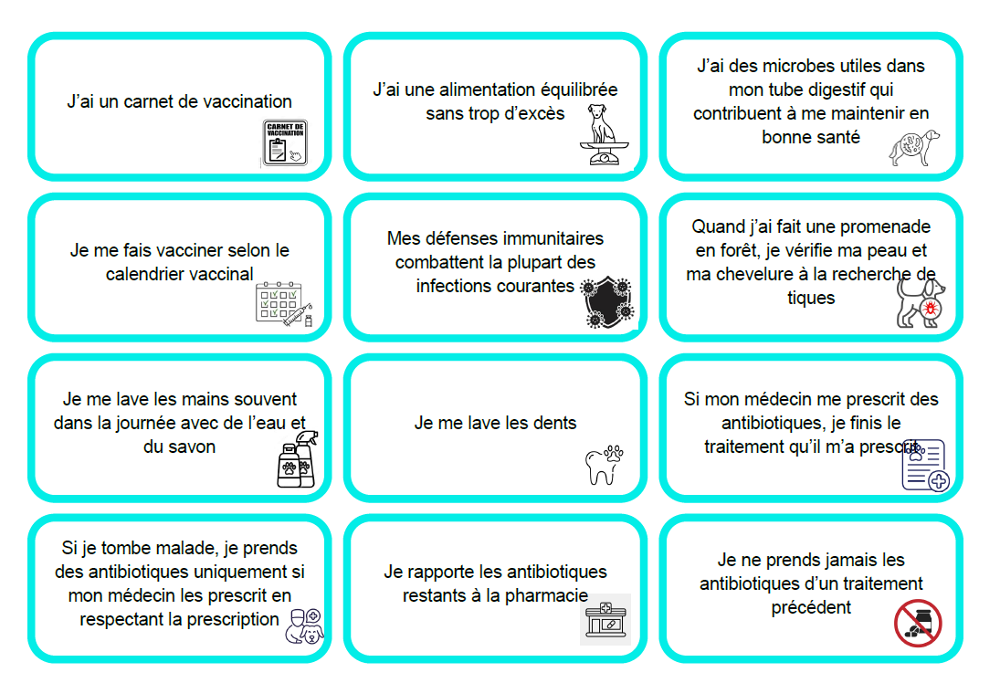 J'ai un carnet de vaccination
CARNET DE
VACCINATION
J'ai une alimentation équilibrée
sans trop d'excès
J'ai des microbes utiles dans
mon tube digestif qui
contribuent à me maintenir en
bonne santé
Je me fais vacciner selon le
calendrier vaccinal
Mes défenses immunitaires
combattent la plupart des
infections courantes
Quand j'ai fait une promenade
en forêt, je vérifie ma peau et
ma chevelure à la recherche de
tiques
Je me lave les mains souvent
dans la journée avec de l'eau et
du savon
Je me lave les dents
Si mon médecin me prescrit des
antibiotiques, je finis le
traitement qu'il m'a prescrit
Si je tombe malade, je prends
des antibiotiques uniquement si
mon médecin les prescrit en
respectant la prescription
Je rapporte les antibiotiques
restants à la pharmacie
Je ne prends jamais les
antibiotiques d'un traitement
précédent